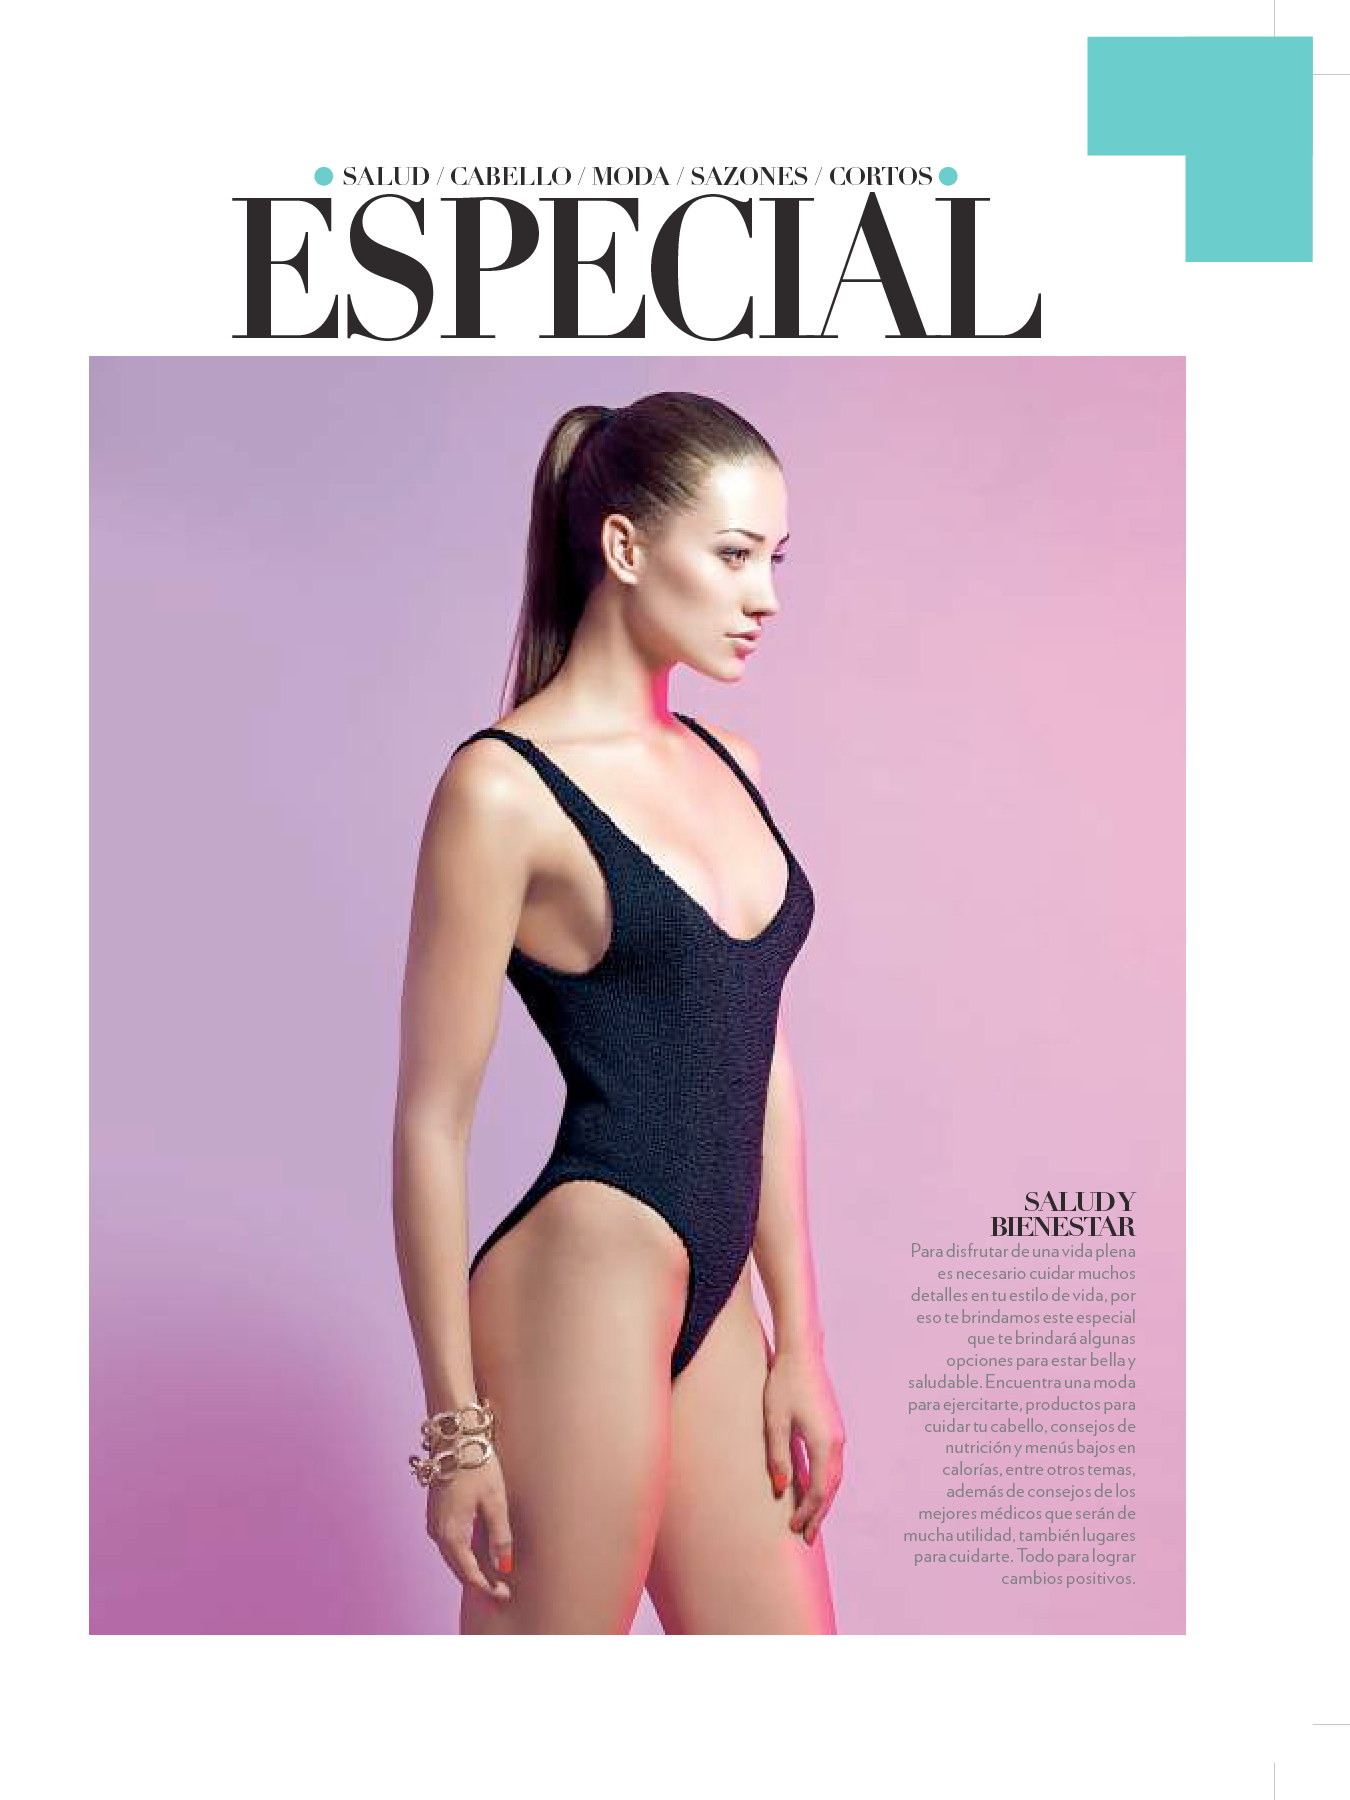 SALUD / CABELLO / MODA / SAZONES / CORTOS
ESPECIAL
SALUD Y
BIENESTAR
Para disfrutar de una vida plena
es necesario cuidar muchos
detalles en tu estilo de vida, por
eso te brindamos este especial
que te brindará algunas
opciones para estar bella y
saludable. Encuentra una moda
para ejercitarte, productos para
cuidar tu cabello, consejos de
nutrición y menús bajos en
calorías, entre otros temas,
además de consejos de los
mejores médicos que serán de
mucha utilidad, también lugares
para cuidarte. Todo para lograr
cambios positivos.